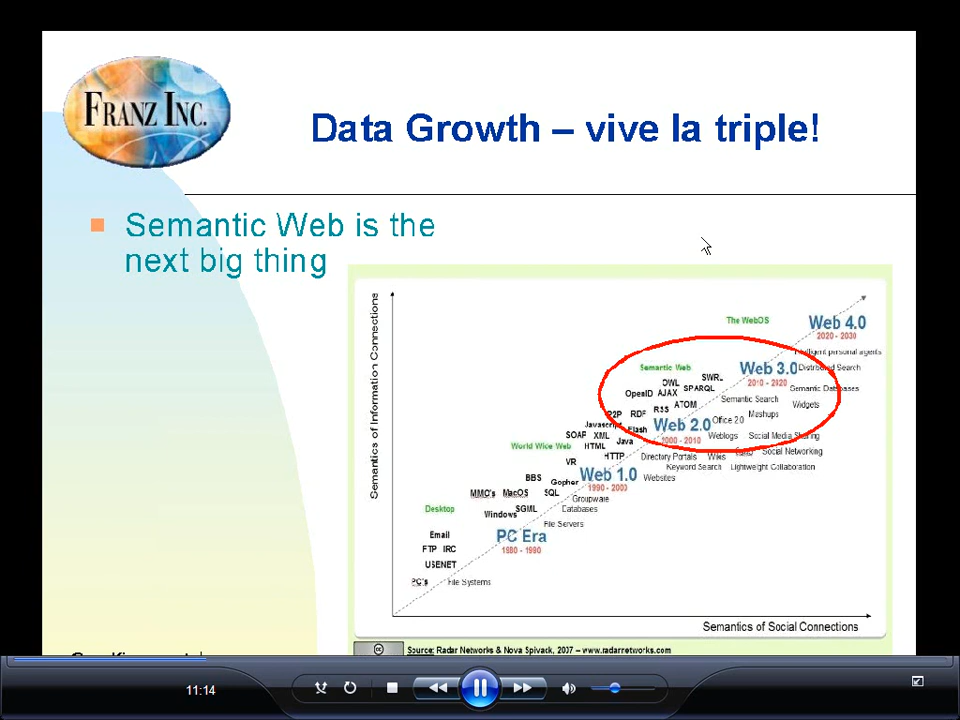 FRANZ INC.
Data Growth – vive la triple!
Semantic Web is the
next big thing
Semantics of Information Connections
The WebOS
Web 4.0
2020 - 2030
Intelligent personal agents
Semantic Web
Web 3.0
Distributed Search
SWRL
2010 - 2020
OWL
SPARQL
Semantic Databases
OpenID
AJAX
Semantic Search
ATOM
Widgets
P2P
RDF
RSS
Mashups
Office 2.0
Javascript
Flash
Web 2.0
SOAP
XML
2000 - 2010
Weblogs
Social Media Sharing
Java
World Wice Web
HTML
HTTP
Directory Portals
Wikis
Social Networking
VR
Keyword Search
Lightweight Collaboration
Web 1.0
BBS
Gopher
Websites
1990 - 2000
MMO's
MacOS
SQL
Groupware
Desktop
SGML
Databases
Windows
File Servers
Email
PC Era
FTP
IRC
1980 - 1990
USENET
PC's
File Systems
Semantics of Social Connections
cc
Source: Radar Networks & Nova Spivack, 2007 – www.radarnetworks.com
11:14